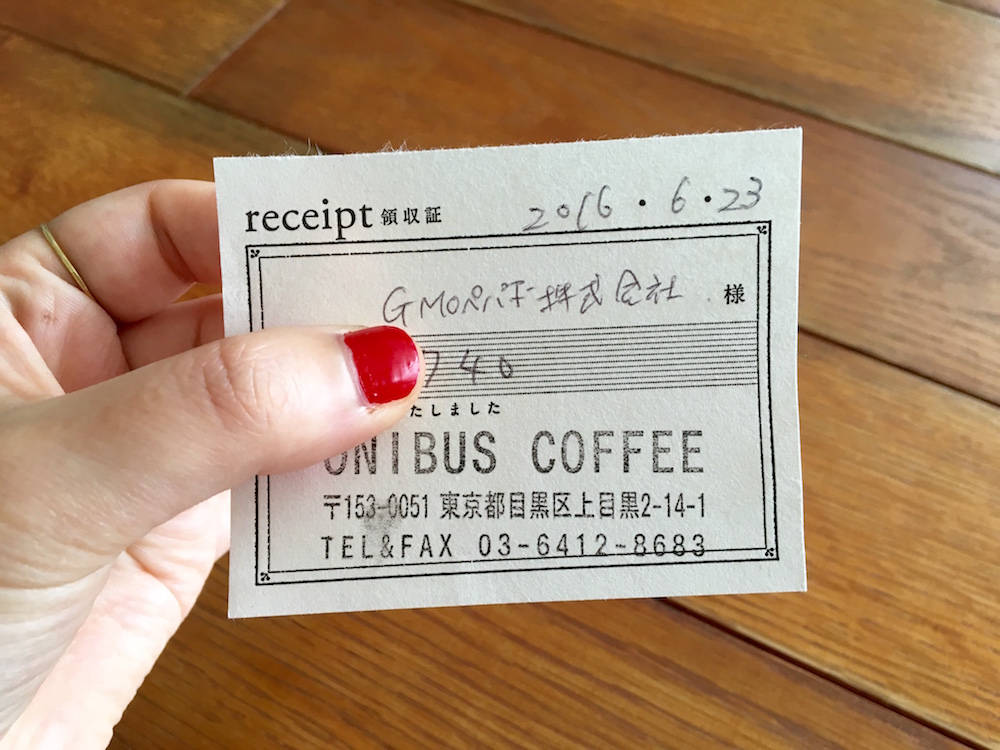 receipt 領収証 2016・6・23
GMOペパボ株式会社 様
740
たしました
ONIBUS COFFEE
〒153-0051 東京都目黒区上目黒2-14-1
TEL&FAX 03-6412-8683